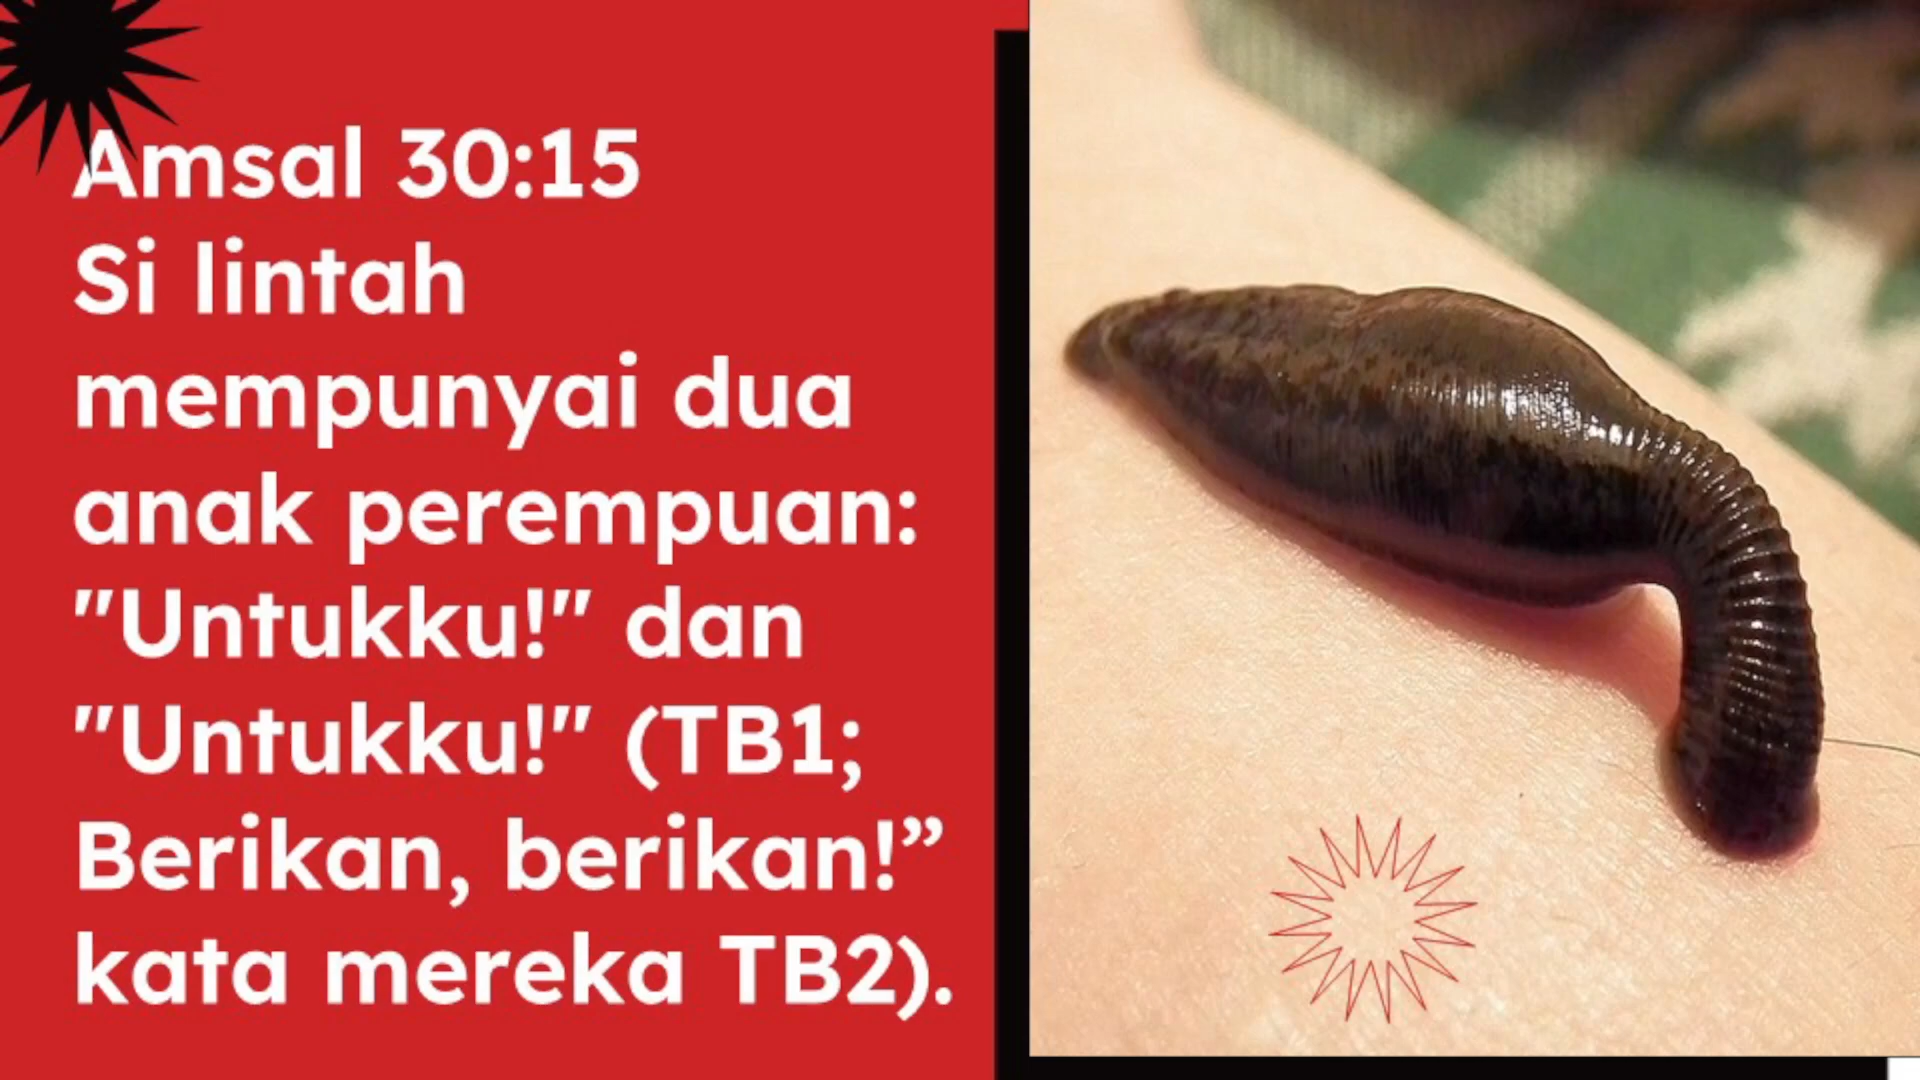 Amsal 30:15
Si lintah
mempunyai dua
anak perempuan:
"Untukku!" dan
"Untukku!" (TB1;
Berikan, berikan!”
kata mereka TB2).